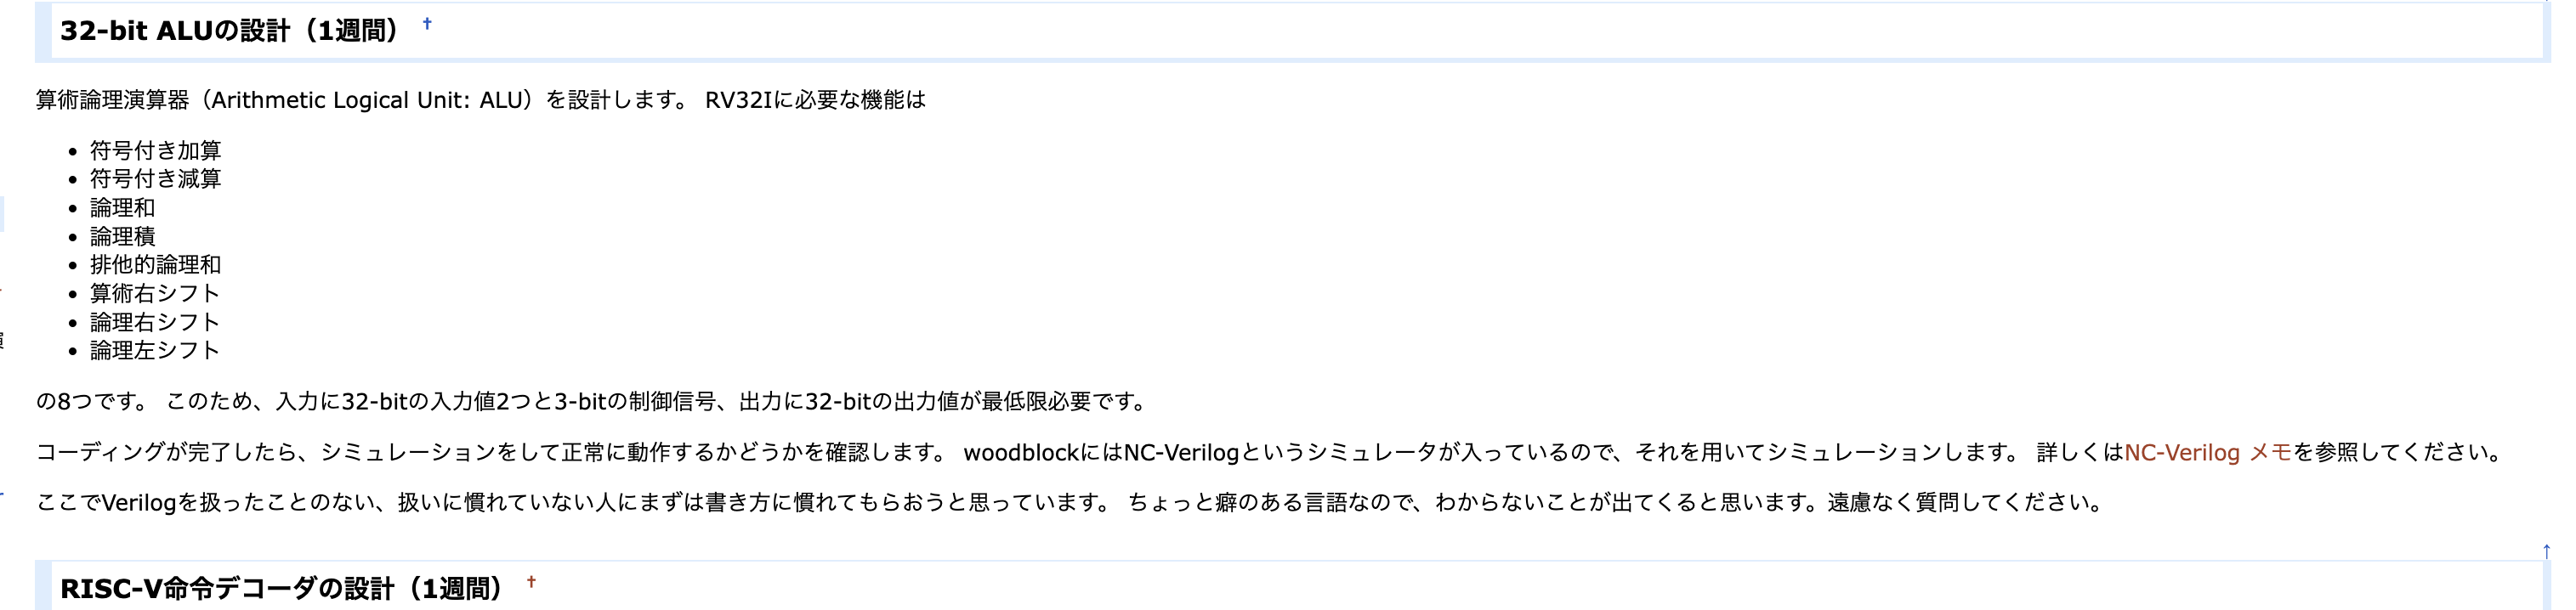 32-bit ALUの設計（1週間） †
算術論理演算器（Arithmetic Logical Unit: ALU）を設計します。 RV32Iに必要な機能は
• 符号付き加算
• 符号付き減算
• 論理和
• 論理積
• 排他的論理和
• 算術右シフト
• 論理右シフト
• 論理左シフト
の8つです。 このため、入力に32-bitの入力値2つと3-bitの制御信号、出力に32-bitの出力値が最低限必要です。
コーディングが完了したら、シミュレーションをして正常に動作するかどうかを確認します。 woodblockにはNC-Verilogというシミュレータが入っているので、それを用いてシミュレーションします。 詳しくはNC-Verilog メモを参照してください。
ここでVerilogを扱ったことのない、扱いに慣れていない人にまずは書き方に慣れてもらおうと思っています。 ちょっと癖のある言語なので、わからないことが出てくると思います。遠慮なく質問してください。
↑
RISC-V命令デコーダの設計（1週間） †